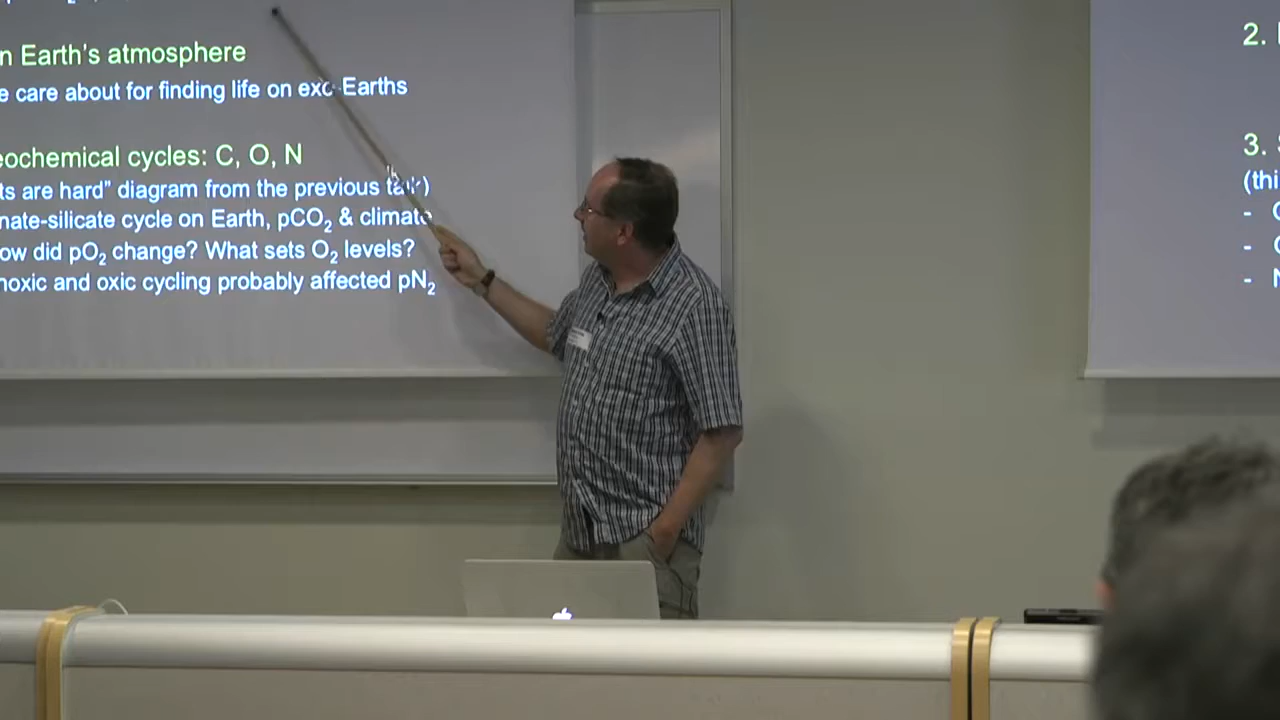 n Earth's atmosphere
e care about for finding life on exo-Earths
eochemical cycles: C, O, N
ts are hard" diagram from the previous talk)
nate-silicate cycle on Earth, pCO₂ & climate
ow did pO₂ change? What sets O₂ levels?
noxic and oxic cycling probably affected pN₂
2.
3.
(thi
-
-
-